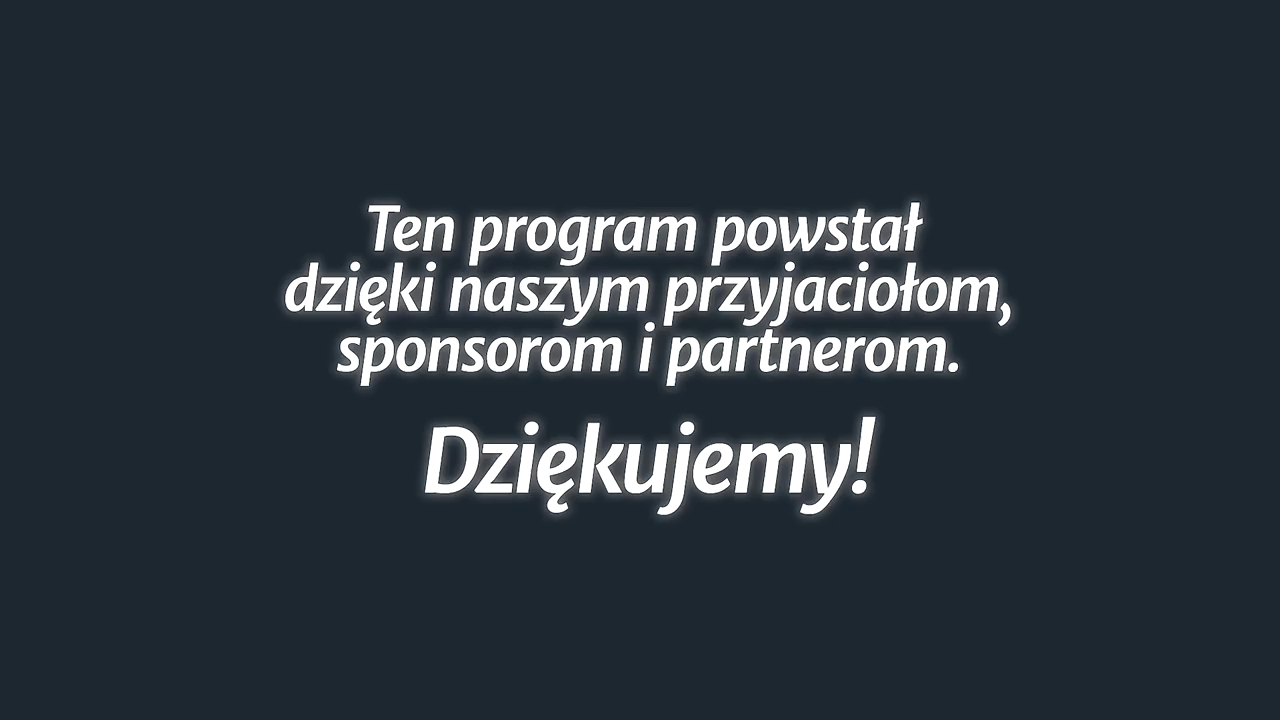 Ten program powstał
dzięki naszym przyjaciołom,
sponsorom i partnerom.
Dziękujemy!